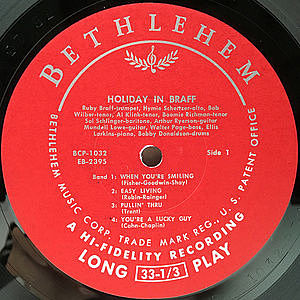 BETHLEHEM
HOLIDAY IN BRAFF
Ruby Braff-trumpet, Hymie Schertzer-alto, Bob
Wilber-tenor, Al Klink-tenor, Boomie Richman-tenor
Sol Schlinger-baritone, Arthur Ryerson-guitar
Mundell Lowe-guitar, Walter Page-bass, Ellis
Larkins-piano, Bobby Donaldson-drums
BCP-1032
EB-2395
Side 1
Band 1: WHEN YOU'RE SMILING
(Fisher-Goodwin-Shay)
2: EASY LIVING
(Robin-Rainger)
3: PULLIN' THRU
(Trent)
4: YOU'RE A LUCKY GUY
(Cahn-Chaplin)
BETHLEHEM MUSIC CORP. TRADE MARK REG., U.S. PATENT OFFICE
A HI-FIDELITY RECORDING
LONG 33-1/3 PLAY